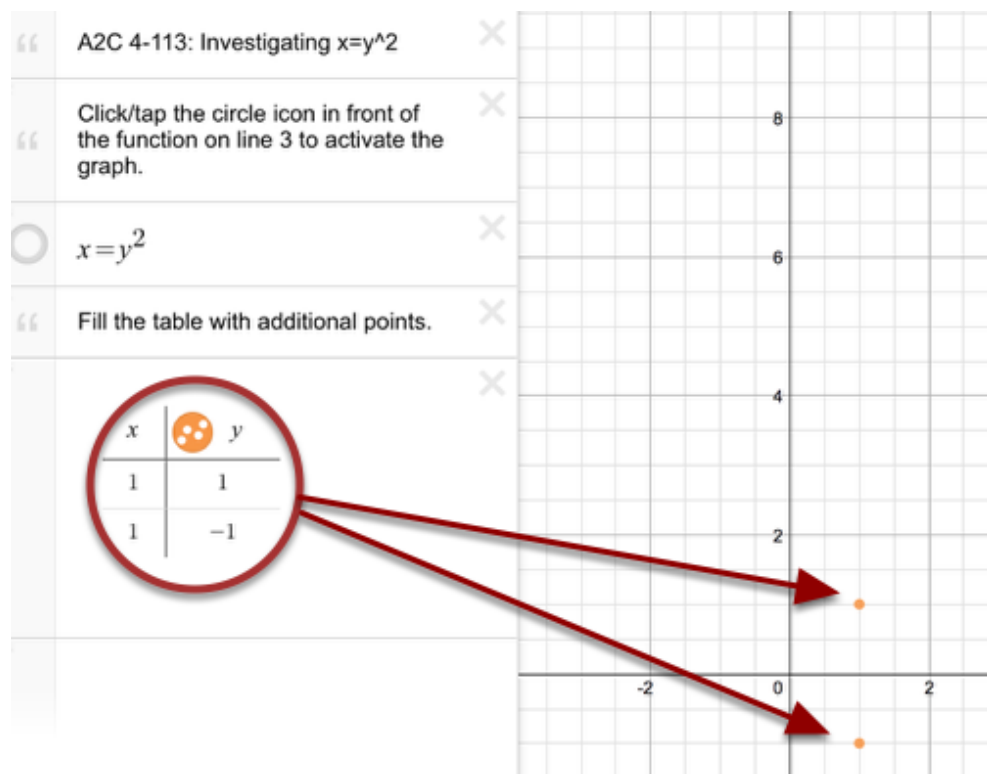 A2C 4-113: Investigating x=y^2
Click/tap the circle icon in front of
the function on line 3 to activate the
graph.
x=y²
Fill the table with additional points.
x y
1 1
1 −1
8
6
4
2
-2 0 2